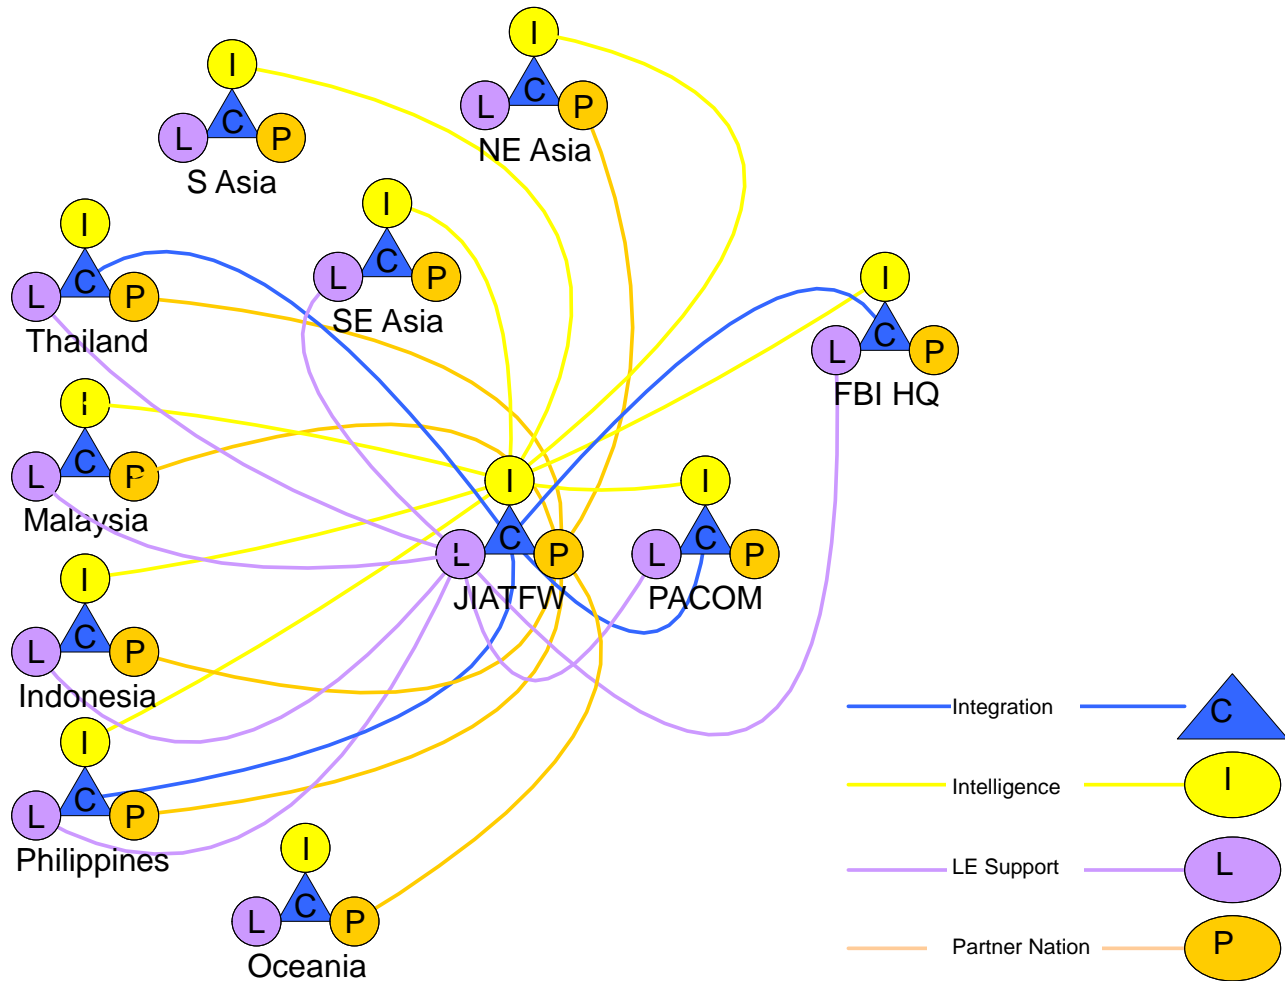 I
C
L
P
NE Asia
I
C
L
P
S Asia
I
C
L
P
SE Asia
I
C
L
P
Thailand
I
C
L
P
FBI HQ
I
C
L
P
Malaysia
I
C
L
P
JIATFW
I
C
L
P
PACOM
I
C
L
P
Indonesia
I
C
L
P
Philippines
I
C
L
P
Oceania
Integration C
Intelligence I
LE Support L
Partner Nation P